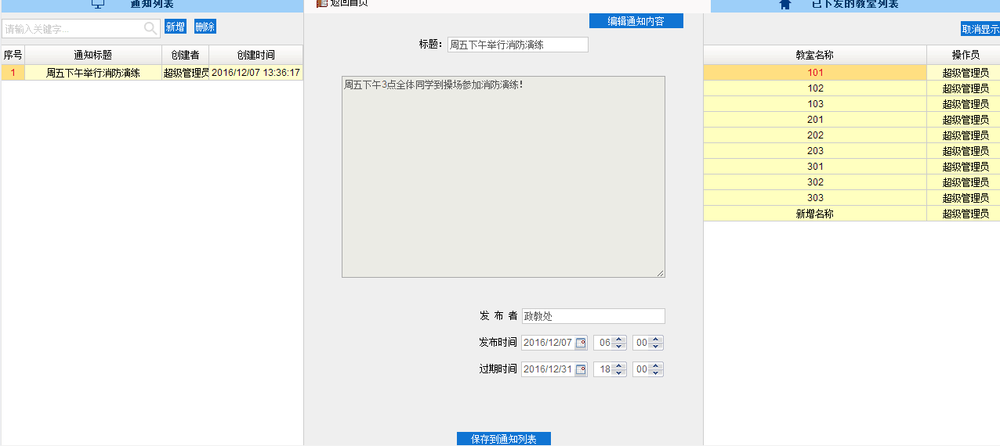 通知列表
请输入关键字...
新增
删除
序号 通知标题 创建者 创建时间
1 周五下午举行消防演练 超级管理员 2016/12/07 13:36:17
返回首页
编辑通知内容
标题: 周五下午举行消防演练
周五下午3点全体同学到操场参加消防演练!
发 布 者 政教处
发布时间 2016/12/07 06 00
过期时间 2016/12/31 18 00
保存到通知列表
已下发的教室列表
取消显示
教室名称 操作员
101 超级管理员
102 超级管理员
103 超级管理员
201 超级管理员
202 超级管理员
203 超级管理员
301 超级管理员
302 超级管理员
303 超级管理员
新增名称 超级管理员